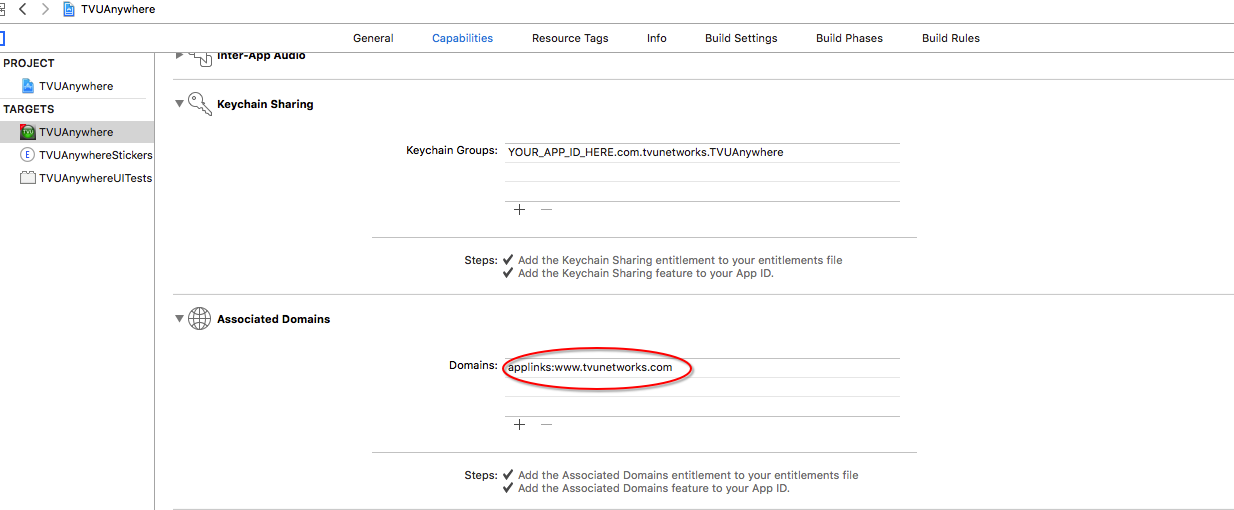 TVUAnywhere
General Capabilities Resource Tags Info Build Settings Build Phases Build Rules
PROJECT
TVUAnywhere
TARGETS
TVUAnywhere
TVUAnywhereStickers
TVUAnywhereUITests
Inter-App Audio
Keychain Sharing
Keychain Groups: YOUR_APP_ID_HERE.com.tvunetworks.TVUAnywhere
Steps: ✔ Add the Keychain Sharing entitlement to your entitlements file
✔ Add the Keychain Sharing feature to your App ID.
Associated Domains
Domains: applinks:www.tvunetworks.com
Steps: ✔ Add the Associated Domains entitlement to your entitlements file
✔ Add the Associated Domains feature to your App ID.